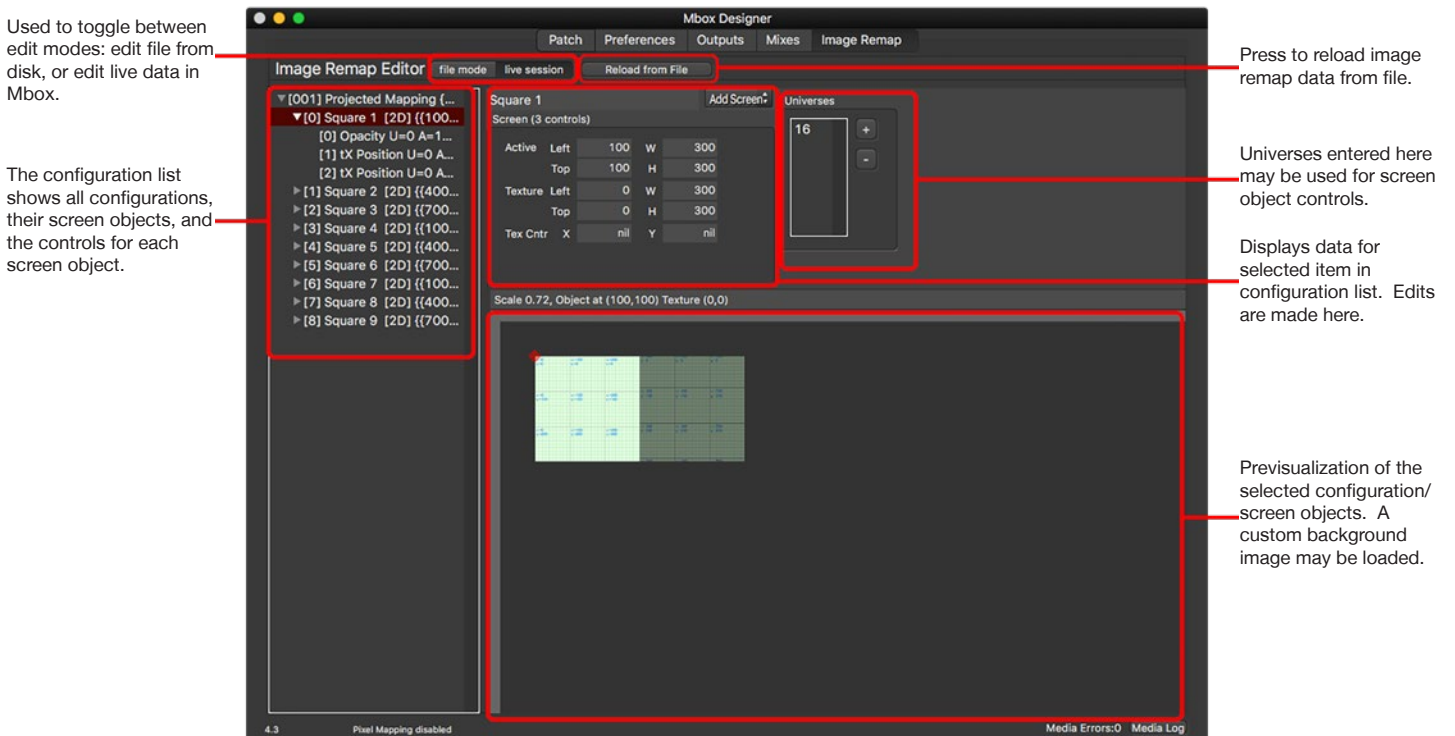 Used to toggle between
edit modes: edit file from
disk, or edit live data in
Mbox.
The configuration list
shows all configurations,
their screen objects, and
the controls for each
screen object.
Mbox Designer
Patch Preferences Outputs Mixes Image Remap
Image Remap Editor file mode live session Reload from File
[001] Projected Mapping {...
[0] Square 1 [2D] {{100...
[0] Opacity U=0 A=1...
[1] tX Position U=0 A...
[2] tX Position U=0 A...
[1] Square 2 [2D] {{400...
[2] Square 3 [2D] {{700...
[3] Square 4 [2D] {{100...
[4] Square 5 [2D] {{400...
[5] Square 6 [2D] {{700...
[6] Square 7 [2D] {{100...
[7] Square 8 [2D] {{400...
[8] Square 9 [2D] {{700...
Square 1 Add Screen
Screen (3 controls)
Active Left 100 W 300
Top 100 H 300
Texture Left 0 W 300
Top 0 H 300
Tex Cntr X nil Y nil
Universes
16 +
-
Scale 0.72, Object at (100,100) Texture (0,0)
4.3 Pixel Mapping disabled Media Errors:0 Media Log
Press to reload image
remap data from file.
Universes entered here
may be used for screen
object controls.
Displays data for
selected item in
configuration list. Edits
are made here.
Previsualization of the
selected configuration/
screen objects. A
custom background
image may be loaded.